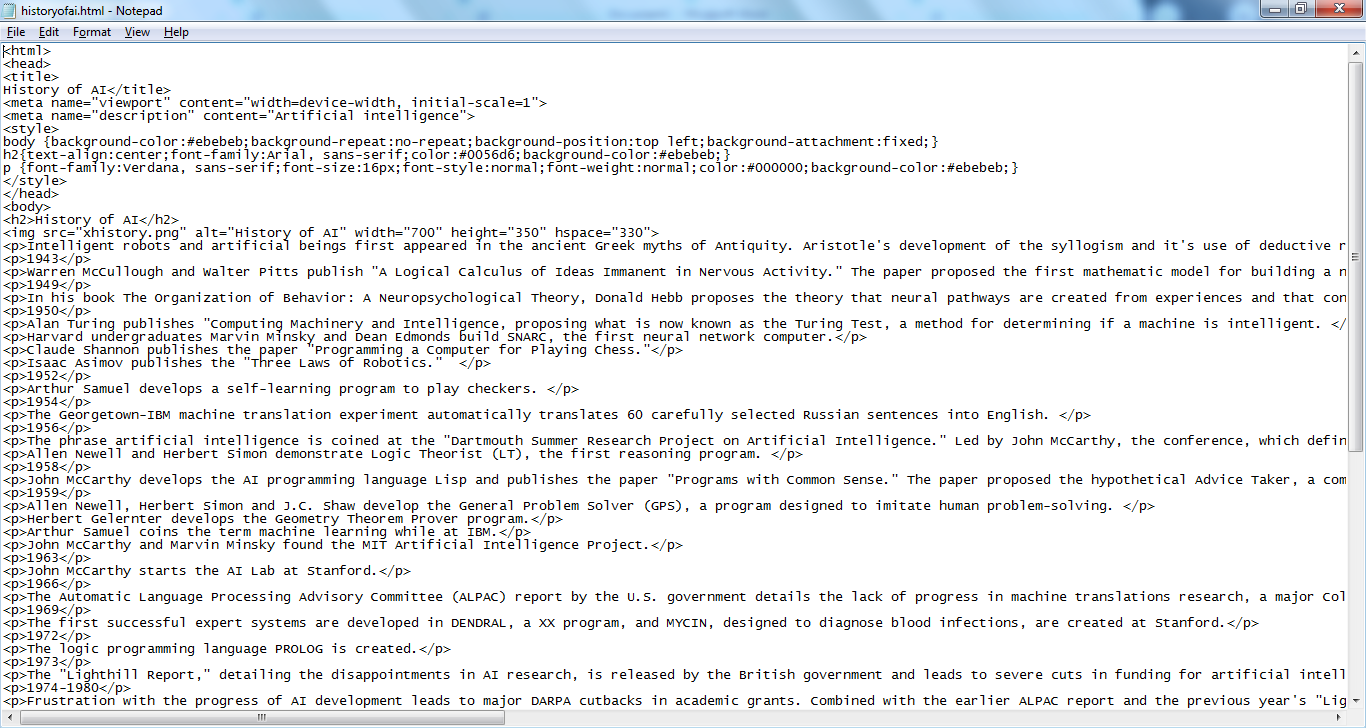 historyofai.html - Notepad
File Edit Format View Help
<html>
<head>
<title>
History of AI</title>
<meta name="viewport" content="width=device-width, initial-scale=1">
<meta name="description" content="Artificial intelligence">
<style>
body {background-color:#ebebeb;background-repeat:no-repeat;background-position:top left;background-attachment:fixed;}
h2{text-align:center;font-family:Arial, sans-serif;color:#0056d6;background-color:#ebebeb;}
p {font-family:Verdana, sans-serif;font-size:16px;font-style:normal;font-weight:normal;color:#000000;background-color:#ebebeb;}
</style>
</head>
<body>
<h2>History of AI</h2>
<img src="xhistory.png" alt="History of AI" width="700" height="350" hspace="330">
<p>Intelligent robots and artificial beings first appeared in the ancient Greek myths of Antiquity. Aristotle's development of the syllogism and it's use of deductive r
<p>1943</p>
<p>Warren McCullough and Walter Pitts publish "A Logical Calculus of Ideas Immanent in Nervous Activity." The paper proposed the first mathematic model for building a n
<p>1949</p>
<p>In his book The Organization of Behavior: A Neuropsychological Theory, Donald Hebb proposes the theory that neural pathways are created from experiences and that con
<p>1950</p>
<p>Alan Turing publishes "Computing Machinery and Intelligence, proposing what is now known as the Turing Test, a method for determining if a machine is intelligent. </
<p>Harvard undergraduates Marvin Minsky and Dean Edmonds build SNARC, the first neural network computer.</p>
<p>Claude Shannon publishes the paper "Programming a Computer for Playing Chess."</p>
<p>Isaac Asimov publishes the "Three Laws of Robotics."  </p>
<p>1952</p>
<p>Arthur Samuel develops a self-learning program to play checkers. </p>
<p>1954</p>
<p>The Georgetown-IBM machine translation experiment automatically translates 60 carefully selected Russian sentences into English. </p>
<p>1956</p>
<p>The phrase artificial intelligence is coined at the "Dartmouth Summer Research Project on Artificial Intelligence." Led by John McCarthy, the conference, which defin
<p>Allen Newell and Herbert Simon demonstrate Logic Theorist (LT), the first reasoning program. </p>
<p>1958</p>
<p>John McCarthy develops the AI programming language Lisp and publishes the paper "Programs with Common Sense." The paper proposed the hypothetical Advice Taker, a com
<p>1959</p>
<p>Allen Newell, Herbert Simon and J.C. Shaw develop the General Problem Solver (GPS), a program designed to imitate human problem-solving. </p>
<p>Herbert Gelernter develops the Geometry Theorem Prover program.</p>
<p>Arthur Samuel coins the term machine learning while at IBM.</p>
<p>John McCarthy and Marvin Minsky found the MIT Artificial Intelligence Project.</p>
<p>1963</p>
<p>John McCarthy starts the AI Lab at Stanford.</p>
<p>1966</p>
<p>The Automatic Language Processing Advisory Committee (ALPAC) report by the U.S. government details the lack of progress in machine translations research, a major Col
<p>1969</p>
<p>The first successful expert systems are developed in DENDRAL, a XX program, and MYCIN, designed to diagnose blood infections, are created at Stanford.</p>
<p>1972</p>
<p>The logic programming language PROLOG is created.</p>
<p>1973</p>
<p>The "Lighthill Report," detailing the disappointments in AI research, is released by the British government and leads to severe cuts in funding for artificial intell
<p>1974-1980</p>
<p>Frustration with the progress of AI development leads to major DARPA cutbacks in academic grants. Combined with the earlier ALPAC report and the previous year's "Lig